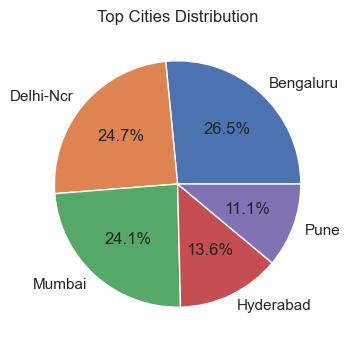 Top Cities Distribution
Bengaluru
26.5%
Delhi-Ncr
24.7%
Mumbai
24.1%
Hyderabad
13.6%
Pune
11.1%